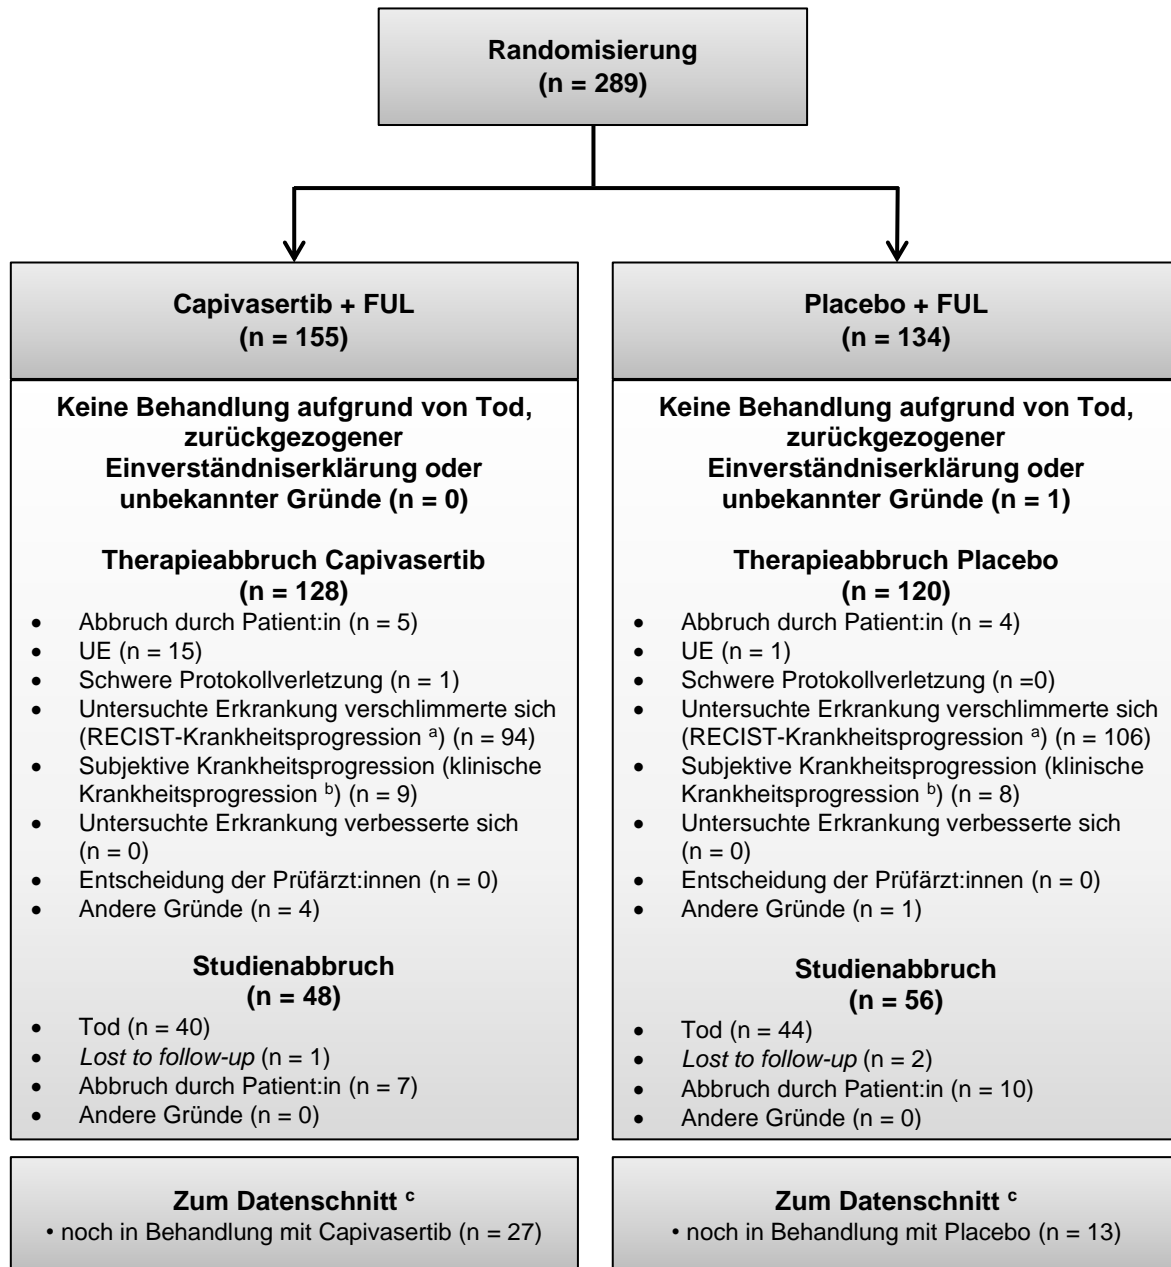 Randomisierung
(n = 289)
Capivasertib + FUL
(n = 155)
Keine Behandlung aufgrund von Tod,
zurückgezogener
Einverständniserklärung oder
unbekannter Gründe (n = 0)
Therapieabbruch Capivasertib
(n = 128)
• Abbruch durch Patient:in (n = 5)
• UE (n = 15)
• Schwere Protokollverletzung (n = 1)
• Untersuchte Erkrankung verschlimmerte sich
(RECIST-Krankheitsprogression ᵃ) (n = 94)
• Subjektive Krankheitsprogression (klinische
Krankheitsprogression ᵇ) (n = 9)
• Untersuchte Erkrankung verbesserte sich
(n = 0)
• Entscheidung der Prüfärzt:innen (n = 0)
• Andere Gründe (n = 4)
Studienabbruch
(n = 48)
• Tod (n = 40)
• Lost to follow-up (n = 1)
• Abbruch durch Patient:in (n = 7)
• Andere Gründe (n = 0)
Zum Datenschnitt ᶜ
• noch in Behandlung mit Capivasertib (n = 27)
Placebo + FUL
(n = 134)
Keine Behandlung aufgrund von Tod,
zurückgezogener
Einverständniserklärung oder
unbekannter Gründe (n = 1)
Therapieabbruch Placebo
(n = 120)
• Abbruch durch Patient:in (n = 4)
• UE (n = 1)
• Schwere Protokollverletzung (n =0)
• Untersuchte Erkrankung verschlimmerte sich
(RECIST-Krankheitsprogression ᵃ) (n = 106)
• Subjektive Krankheitsprogression (klinische
Krankheitsprogression ᵇ) (n = 8)
• Untersuchte Erkrankung verbesserte sich
(n = 0)
• Entscheidung der Prüfärzt:innen (n = 0)
• Andere Gründe (n = 1)
Studienabbruch
(n = 56)
• Tod (n = 44)
• Lost to follow-up (n = 2)
• Abbruch durch Patient:in (n = 10)
• Andere Gründe (n = 0)
Zum Datenschnitt ᶜ
• noch in Behandlung mit Placebo (n = 13)